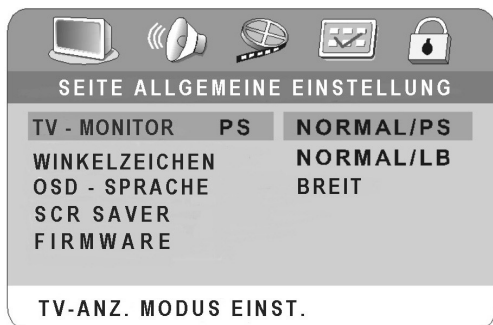 SEITE ALLGEMEINE EINSTELLUNG
TV - MONITOR PS NORMAL/PS
WINKELZEICHEN NORMAL/LB
OSD - SPRACHE BREIT
SCR SAVER
FIRMWARE
TV-ANZ. MODUS EINST.